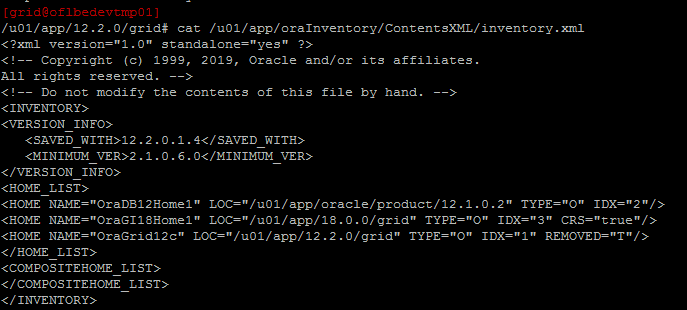 [grid@oflbedevtmp01]
/u01/app/12.2.0/grid# cat /u01/app/oraInventory/ContentsXML/inventory.xml
<?xml version="1.0" standalone="yes" ?>
<!-- Copyright (c) 1999, 2019, Oracle and/or its affiliates.
All rights reserved. -->
<!-- Do not modify the contents of this file by hand. -->
<INVENTORY>
<VERSION_INFO>
   <SAVED_WITH>12.2.0.1.4</SAVED_WITH>
   <MINIMUM_VER>2.1.0.6.0</MINIMUM_VER>
</VERSION_INFO>
<HOME_LIST>
<HOME NAME="OraDB12Home1" LOC="/u01/app/oracle/product/12.1.0.2" TYPE="O" IDX="2"/>
<HOME NAME="OraGI18Home1" LOC="/u01/app/18.0.0/grid" TYPE="O" IDX="3" CRS="true"/>
<HOME NAME="OraGrid12c" LOC="/u01/app/12.2.0/grid" TYPE="O" IDX="1" REMOVED="T"/>
</HOME_LIST>
<COMPOSITEHOME_LIST>
</COMPOSITEHOME_LIST>
</INVENTORY>